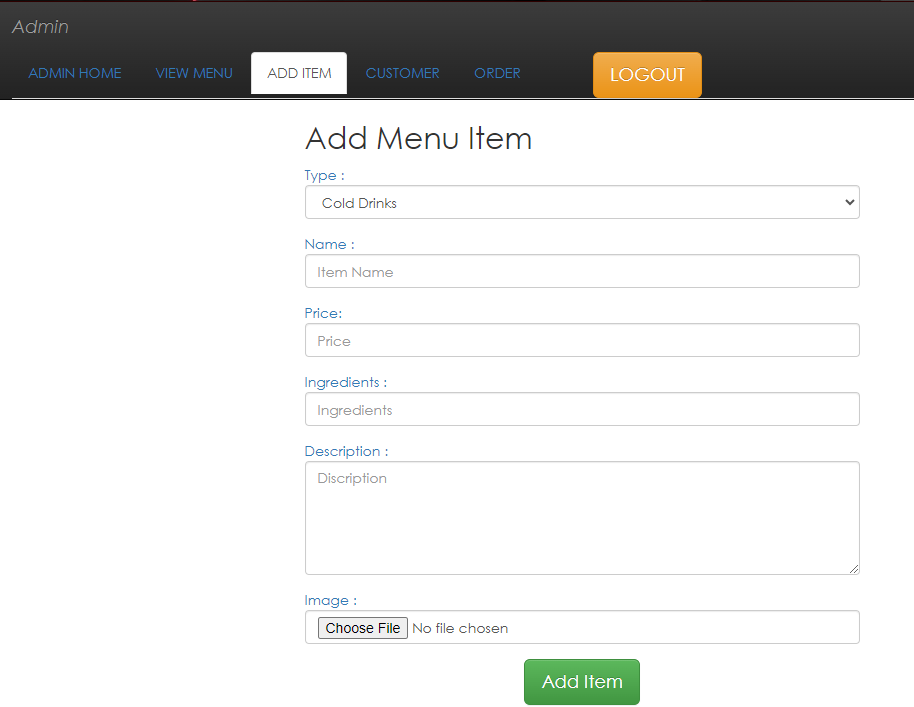 Admin
ADMIN HOME VIEW MENU ADD ITEM CUSTOMER ORDER LOGOUT
Add Menu Item
Type :
Cold Drinks
Name :
Item Name
Price:
Price
Ingredients :
Ingredients
Description :
Discription
Image :
Choose File No file chosen
Add Item